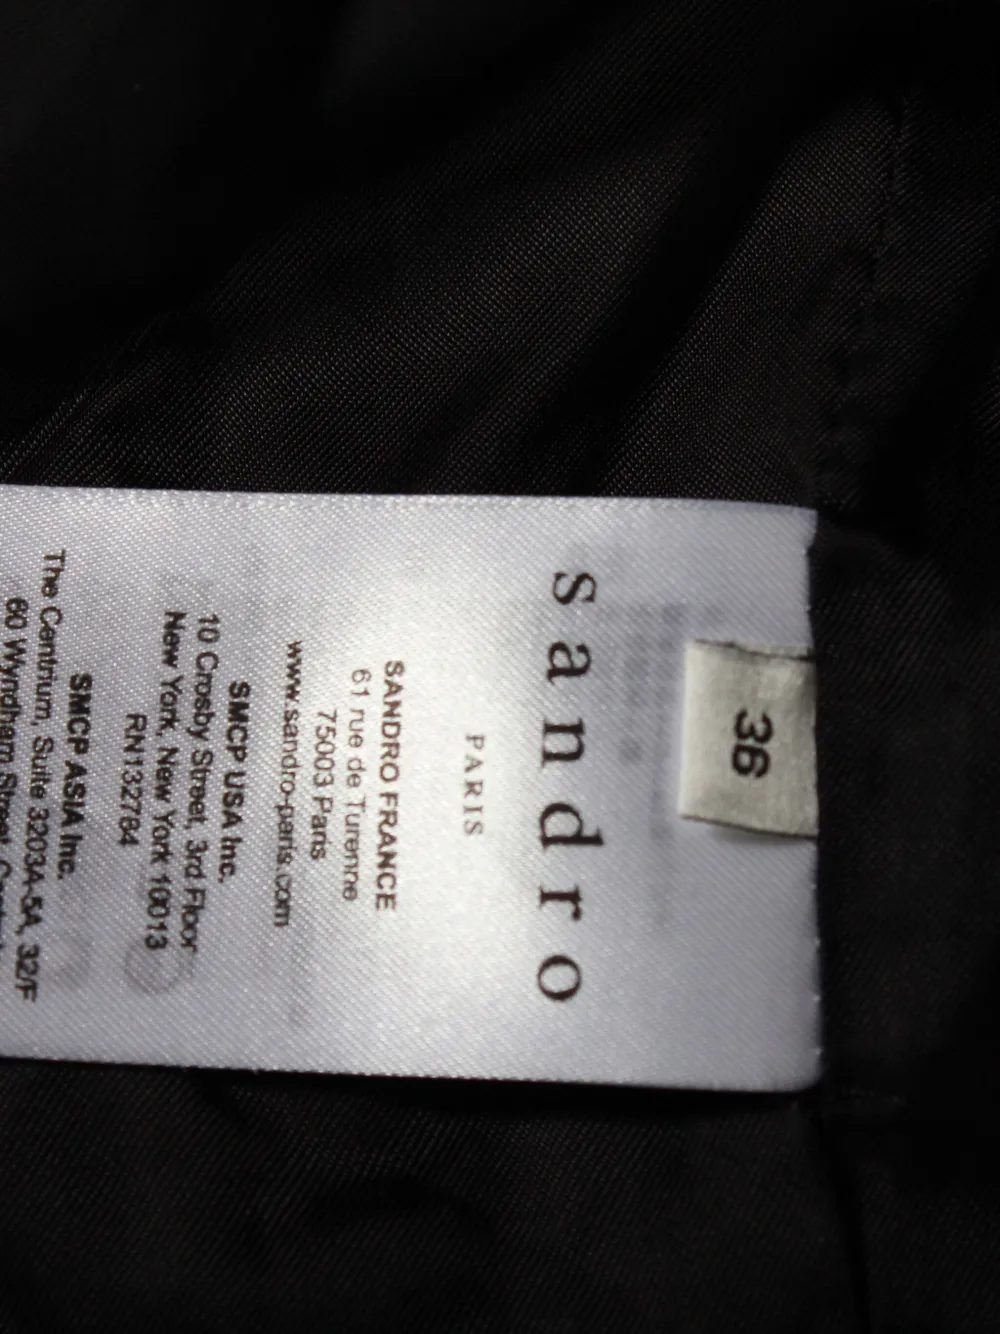 36
sandro
PARIS
SANDRO FRANCE
61 rue de Turenne
75003 Paris
www.sandro-paris.com
SMCP USA Inc.
10 Crosby Street, 3rd Floor
New York, New York 10013
RN132784
SMCP ASIA Inc.
The Centrium, Suite 3203A-5A, 32/F
60 Wyndham Street,